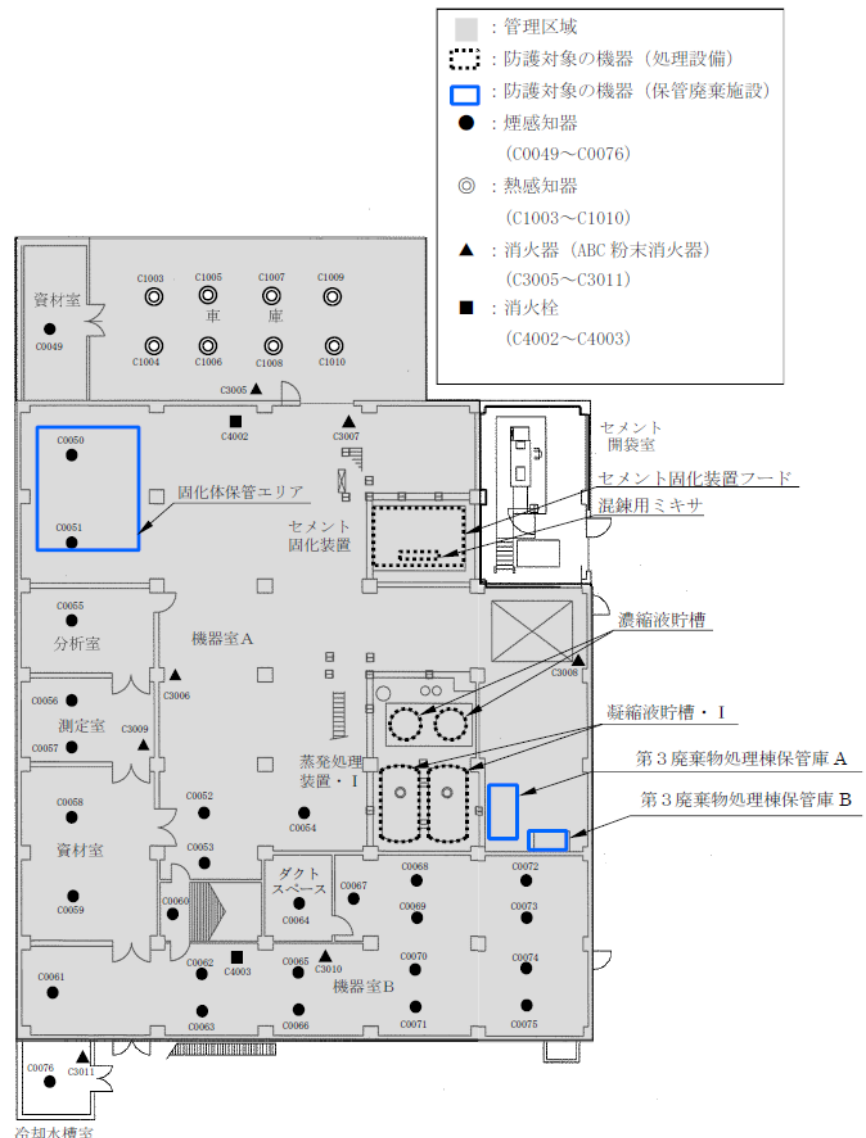 ：管理区域
：防護対象の機器（処理設備）
：防護対象の機器（保管廃棄施設）
：煙感知器
(C0049～C0076)
：熱感知器
(C1003～C1010)
：消火器（ABC 粉末消火器）
(C3005～C3011)
：消火栓
(C4002～C4003)
C1003
C1005
C1007
C1009
資材室
車　庫
C0049
C1004
C1006
C1008
C1010
C3005
C4002
C3007
セメント
開袋室
C0050
セメント固化装置フード
固化体保管エリア
混錬用ミキサ
C0051
セメント
固化装置
C0055
濃縮液貯槽
分析室
機器室A
C3008
C3006
C0056
凝縮液貯槽・Ⅰ
測定室
C3009
C0057
蒸発処理
装置・Ⅰ
第３廃棄物処理棟保管庫 A
C0052
C0054
第３廃棄物処理棟保管庫 B
C0058
資材室
C0053
ダクト
スペース
C0068
C0072
C0067
C0059
C0060
C0064
C0069
C0073
C0062
C4003
C0065
C3010
C0070
C0074
C0061
機器室B
C0063
C0066
C0071
C0075
C0076
C3011
冷却水槽室